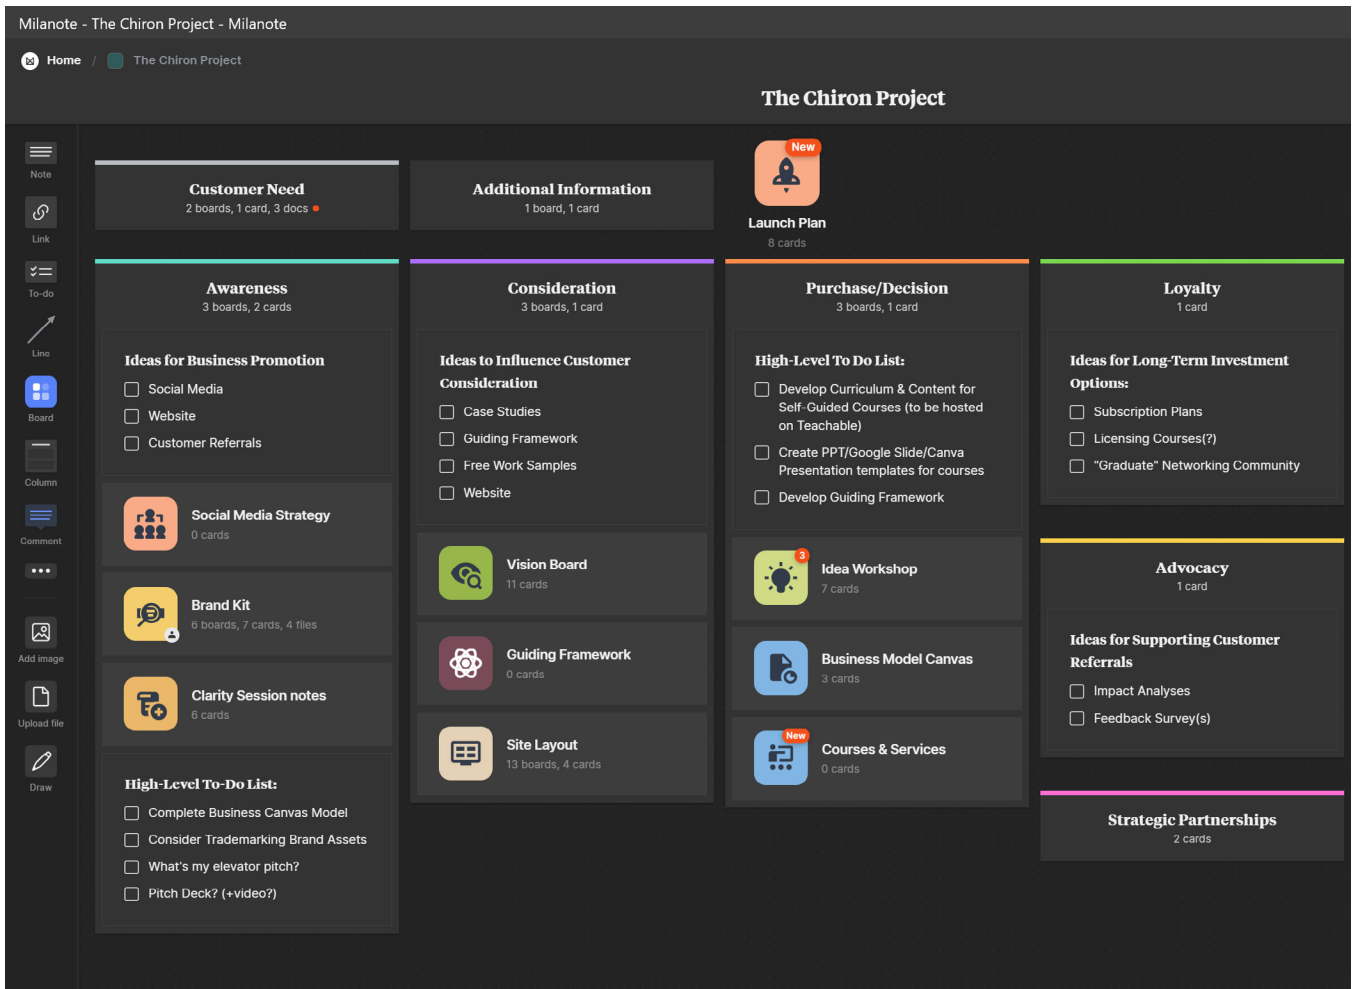 Milanote - The Chiron Project - Milanote
Home / The Chiron Project
The Chiron Project
Note
Link
To-do
Line
Board
Column
Comment
Add image
Upload file
Draw
Customer Need
2 boards, 1 card, 3 docs
Additional Information
1 board, 1 card
New
Launch Plan
8 cards
Awareness
3 boards, 2 cards
Ideas for Business Promotion
Social Media
Website
Customer Referrals
Social Media Strategy
0 cards
Brand Kit
6 boards, 7 cards, 4 files
Clarity Session notes
6 cards
High-Level To-Do List:
Complete Business Canvas Model
Consider Trademarking Brand Assets
What's my elevator pitch?
Pitch Deck? (+video?)
Consideration
3 boards, 1 card
Ideas to Influence Customer
Consideration
Case Studies
Guiding Framework
Free Work Samples
Website
Vision Board
11 cards
Guiding Framework
0 cards
Site Layout
13 boards, 4 cards
Purchase/Decision
3 boards, 1 card
High-Level To Do List:
Develop Curriculum & Content for
Self-Guided Courses (to be hosted
on Teachable)
Create PPT/Google Slide/Canva
Presentation templates for courses
Develop Guiding Framework
3
Idea Workshop
7 cards
Business Model Canvas
3 cards
New
Courses & Services
0 cards
Loyalty
1 card
Ideas for Long-Term Investment
Options:
Subscription Plans
Licensing Courses(?)
"Graduate" Networking Community
Advocacy
1 card
Ideas for Supporting Customer
Referrals
Impact Analyses
Feedback Survey(s)
Strategic Partnerships
2 cards